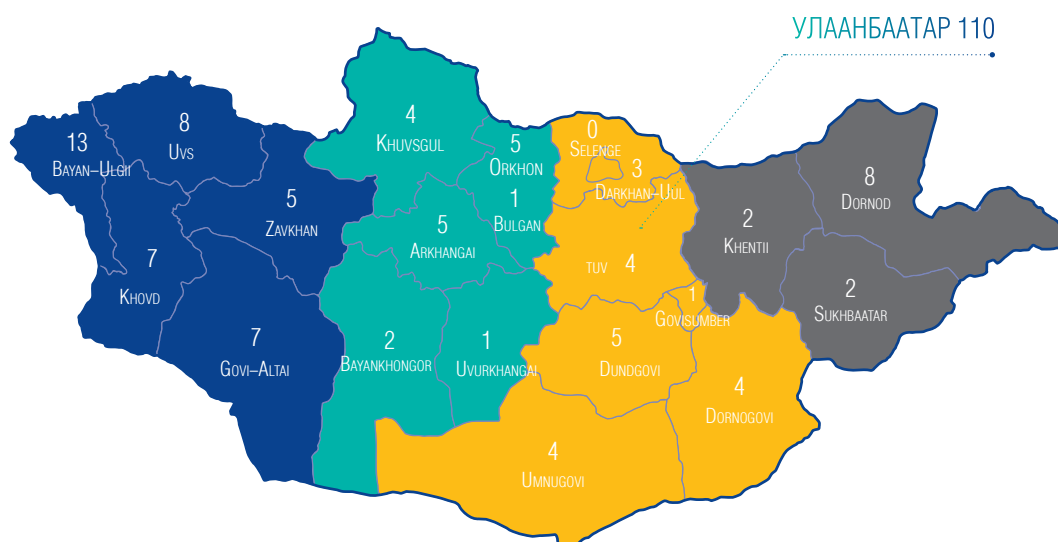 УЛААНБААТАР 110
13
Bayan–Ulgii
8
Uvs
5
Zavkhan
7
Khovd
7
Govi–Altai
4
Khuvsgul
5
Orkhon
1
Bulgan
5
Arkhangai
2
Bayankhongor
1
Uvurkhangai
0
Selenge
3
Darkhan–Uul
tuv 4
1
Govisumber
5
Dundgovi
4
Dornogovi
4
Umnugovi
2
Khentii
8
Dornod
2
Sukhbaatar